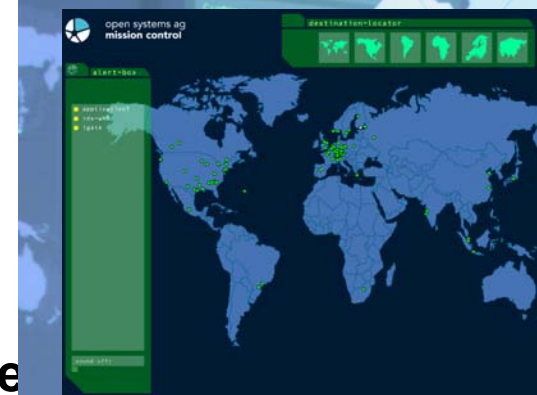 open systems ag
mission control
destination-locator
alert-box
sound off:
e